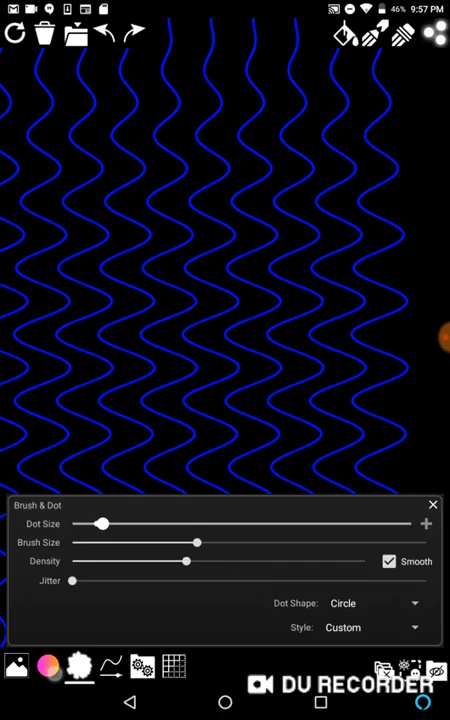 46% 9:57 PM
Brush & Dot
Dot Size
Brush Size
Density
Smooth
Jitter
Dot Shape: Circle
Style: Custom
DU RECORDER